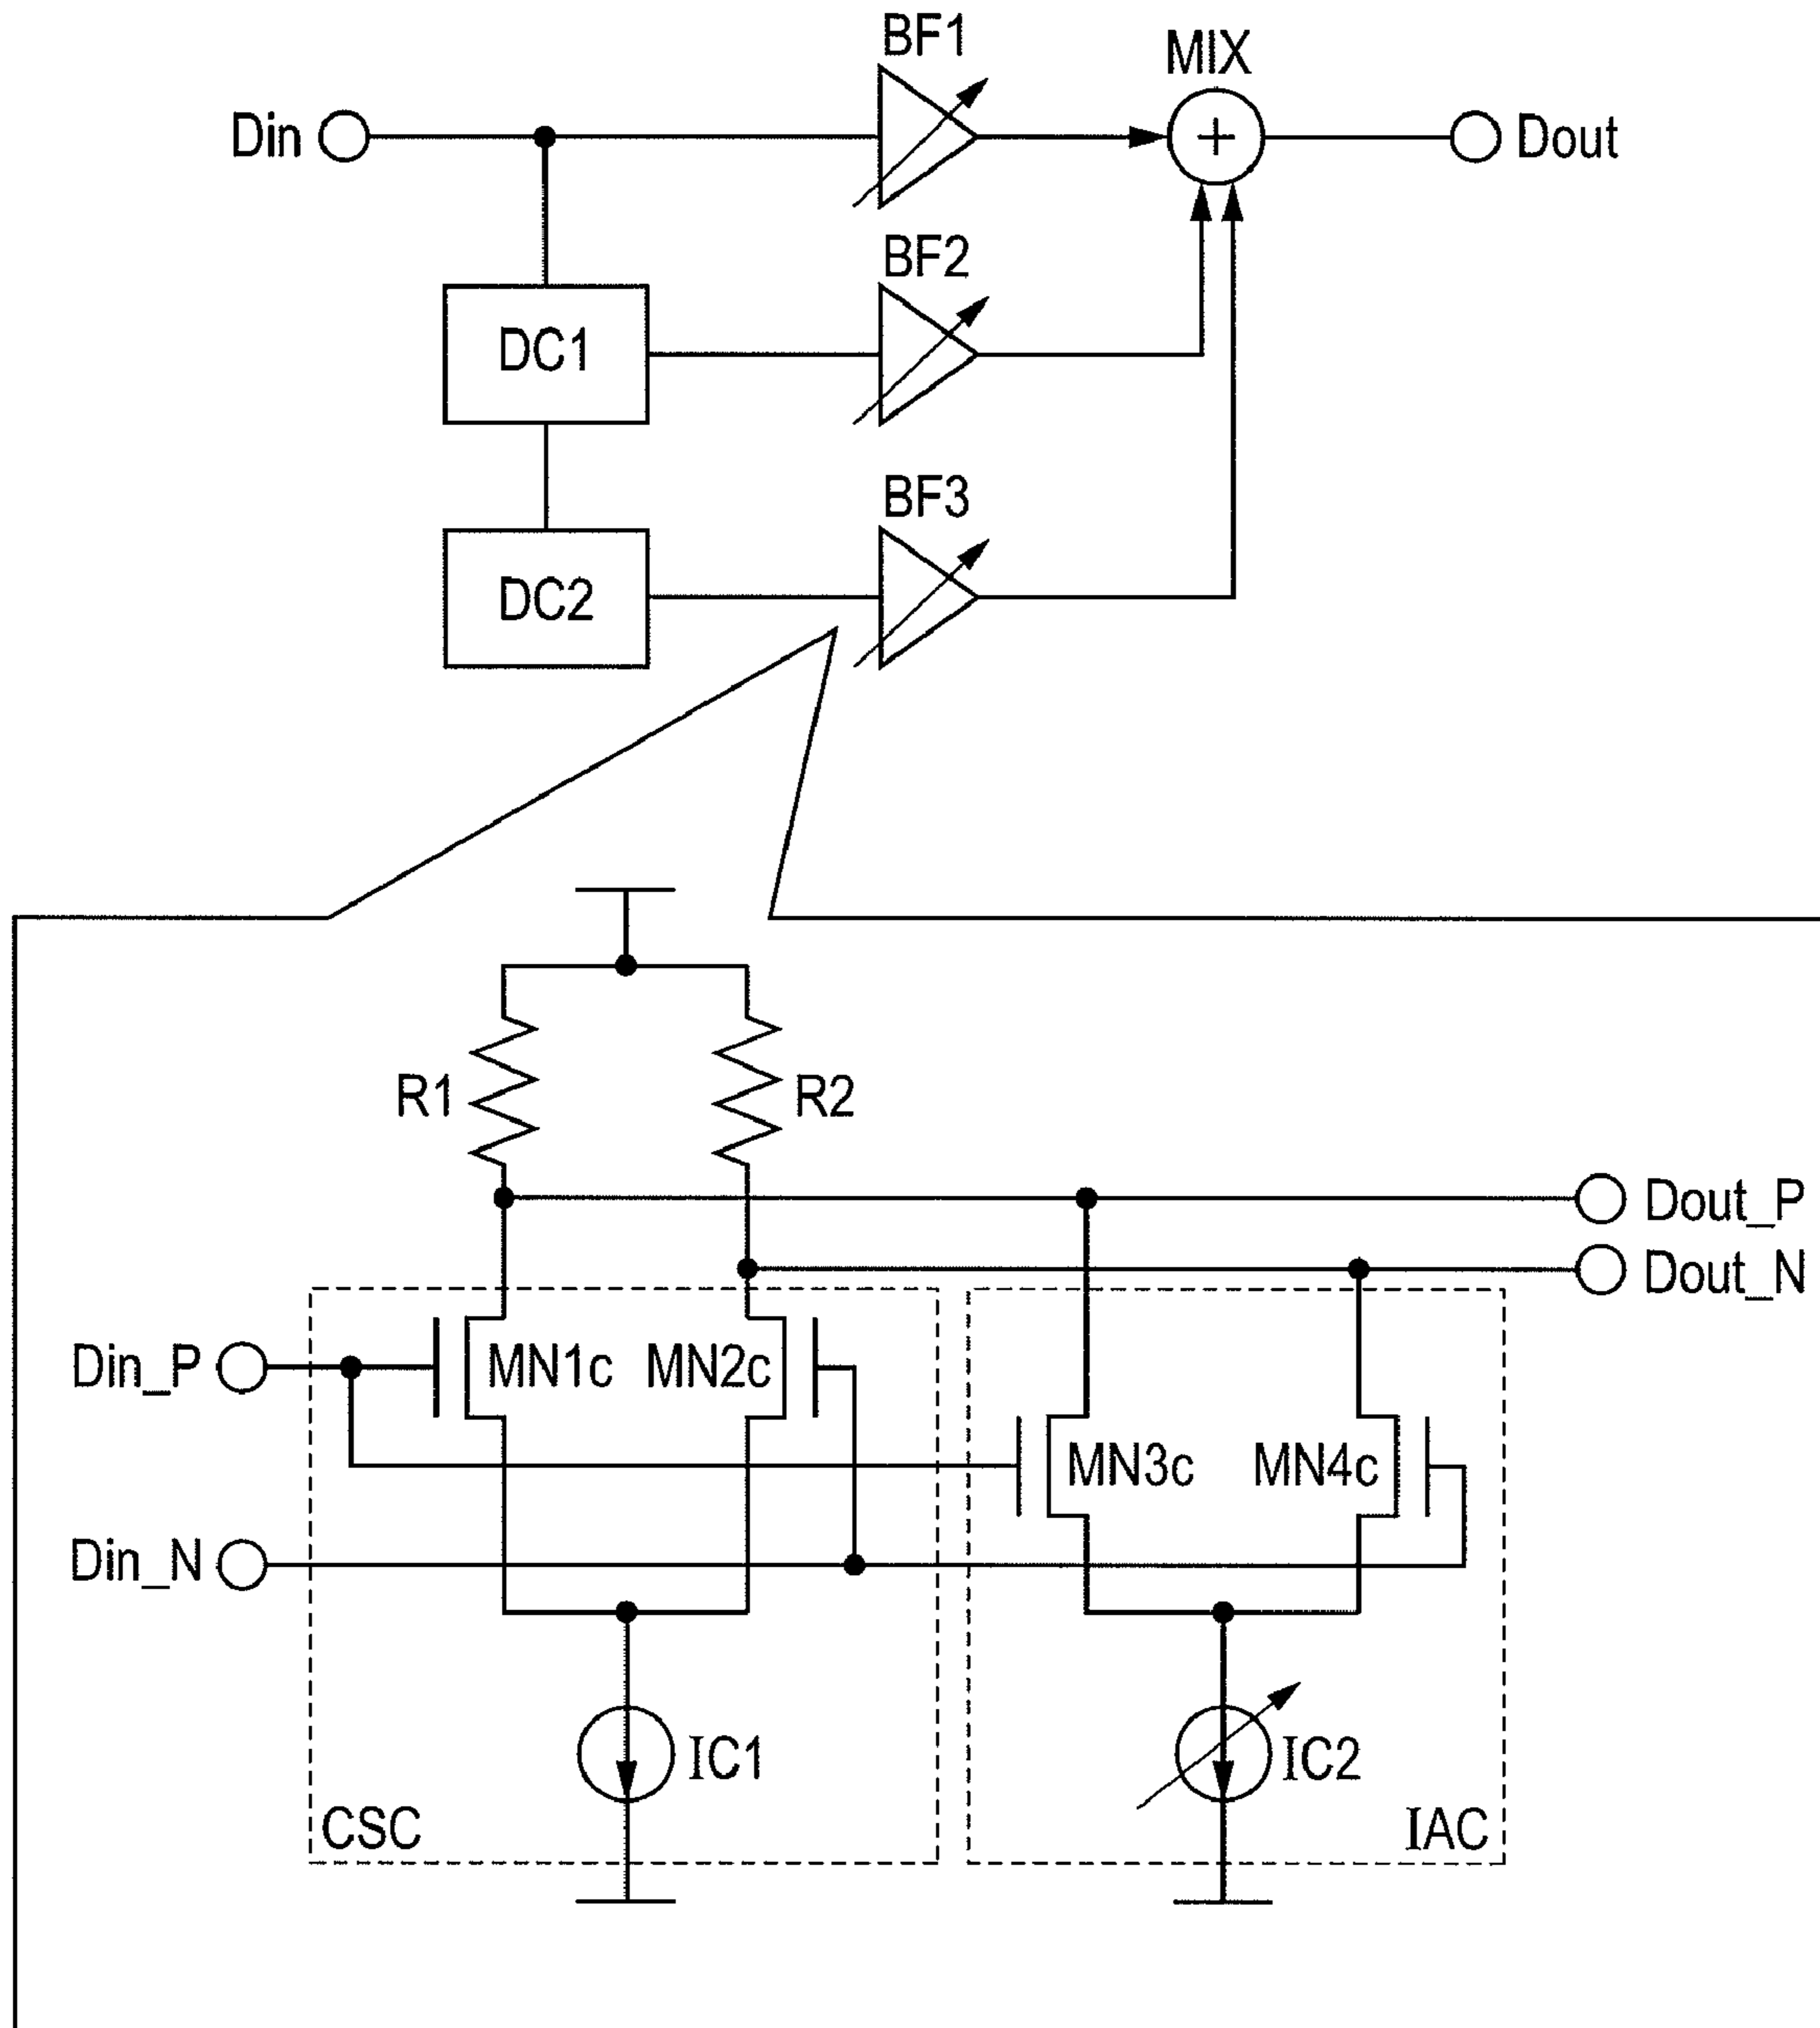 BF1
MIX
Din
+
Dout
BF2
DC1
BF3
DC2
R1
R2
Dout_P
Dout_N
Din_P
MN1c
MN2c
MN3c
MN4c
Din_N
IC1
IC2
CSC
IAC